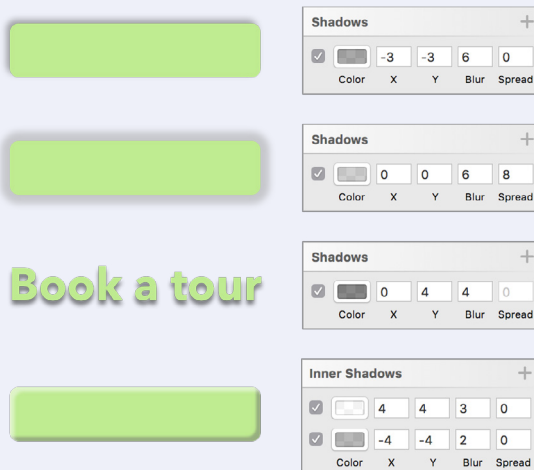 Shadows +
-3 -3 6 0
Color X Y Blur Spread
Shadows +
0 0 6 8
Color X Y Blur Spread
Book a tour
Shadows +
0 4 4 0
Color X Y Blur Spread
Inner Shadows +
4 4 3 0
-4 -4 2 0
Color X Y Blur Spread